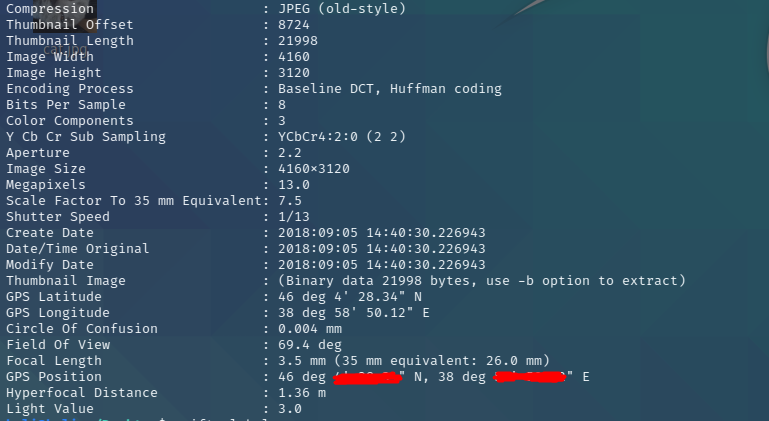 Compression : JPEG (old-style)
Thumbnail Offset : 8724
Thumbnail Length : 21998
Image Width : 4160
Image Height : 3120
Encoding Process : Baseline DCT, Huffman coding
Bits Per Sample : 8
Color Components : 3
Y Cb Cr Sub Sampling : YCbCr4:2:0 (2 2)
Aperture : 2.2
Image Size : 4160×3120
Megapixels : 13.0
Scale Factor To 35 mm Equivalent: 7.5
Shutter Speed : 1/13
Create Date : 2018:09:05 14:40:30.226943
Date/Time Original : 2018:09:05 14:40:30.226943
Modify Date : 2018:09:05 14:40:30.226943
Thumbnail Image : (Binary data 21998 bytes, use -b option to extract)
GPS Latitude : 46 deg 4' 28.34" N
GPS Longitude : 38 deg 58' 50.12" E
Circle Of Confusion : 0.004 mm
Field Of View : 69.4 deg
Focal Length : 3.5 mm (35 mm equivalent: 26.0 mm)
GPS Position : 46 deg " N, 38 deg " E
Hyperfocal Distance : 1.36 m
Light Value : 3.0